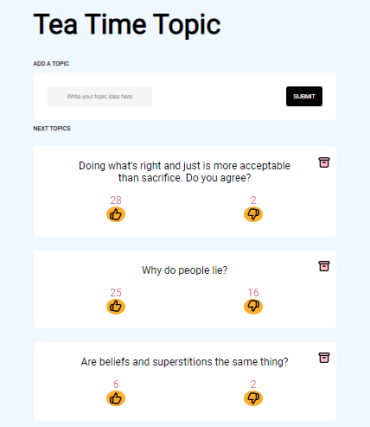 Tea Time Topic
ADD A TOPIC
Write your topic idea here
SUBMIT
NEXT TOPICS
Doing what's right and just is more acceptable
than sacrifice. Do you agree?
28 2
Why do people lie?
25 16
Are beliefs and superstitions the same thing?
6 2